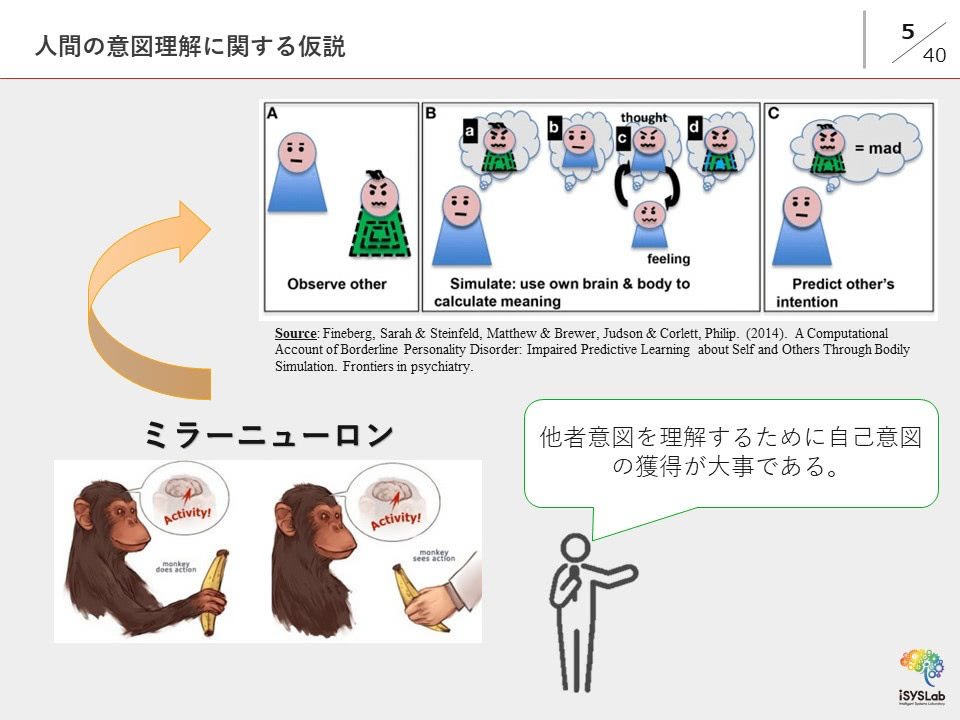 人間の意図理解に関する仮説
5
40
A
Observe other
B
a
b
thought
c
d
feeling
Simulate: use own brain & body to
calculate meaning
C
= mad
Predict other's
intention
Source: Fineberg, Sarah & Steinfeld, Matthew & Brewer, Judson & Corlett, Philip. (2014). A Computational
Account of Borderline Personality Disorder: Impaired Predictive Learning about Self and Others Through Bodily
Simulation. Frontiers in psychiatry.
ミラーニューロン
Activity!
monkey
does action
Activity!
monkey
sees action
他者意図を理解するために自己意図
の獲得が大事である。
iSYSLab
Intelligent Systems Laboratory